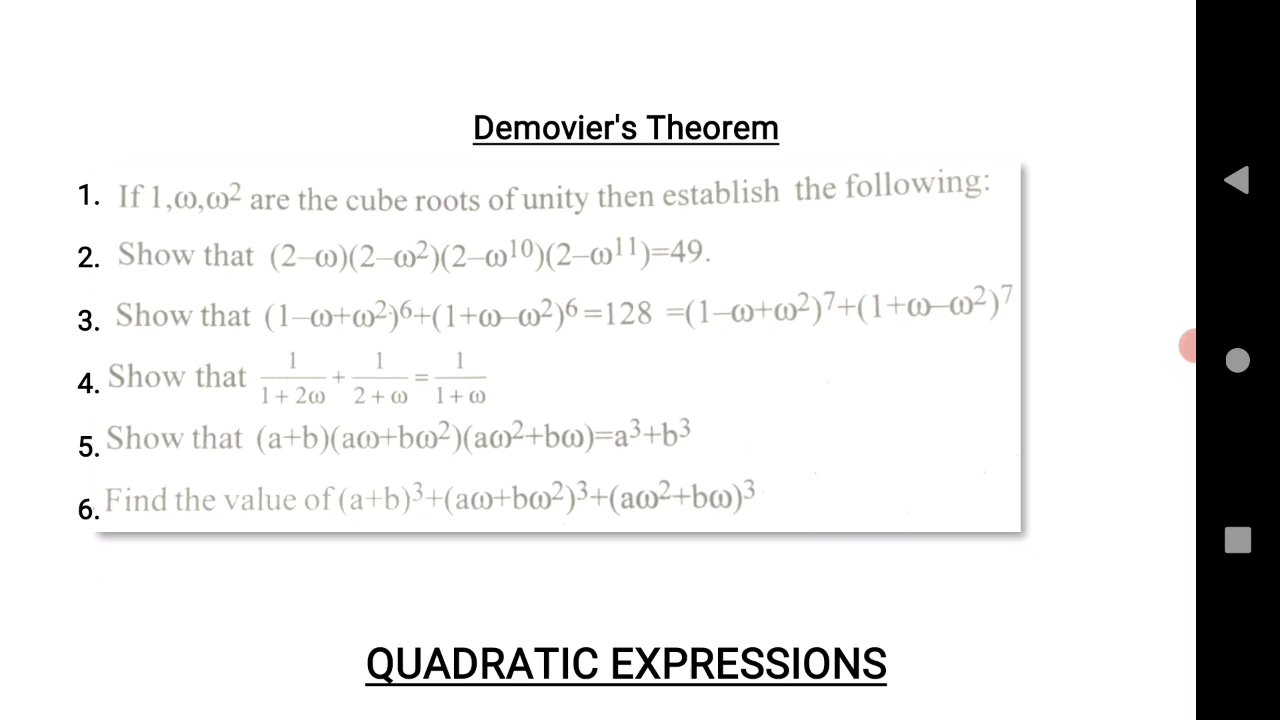 Demovier's Theorem
1. If 1,ω,ω² are the cube roots of unity then establish the following:
2. Show that (2–ω)(2–ω²)(2–ω¹⁰)(2–ω¹¹)=49.
3. Show that (1–ω+ω²)⁶+(1+ω–ω²)⁶=128 =(1–ω+ω²)⁷+(1+ω–ω²)⁷
4. Show that 1/(1+2ω) + 1/(2+ω) = 1/(1+ω)
5. Show that (a+b)(aω+bω²)(aω²+bω)=a³+b³
6. Find the value of (a+b)³+(aω+bω²)³+(aω²+bω)³
QUADRATIC EXPRESSIONS